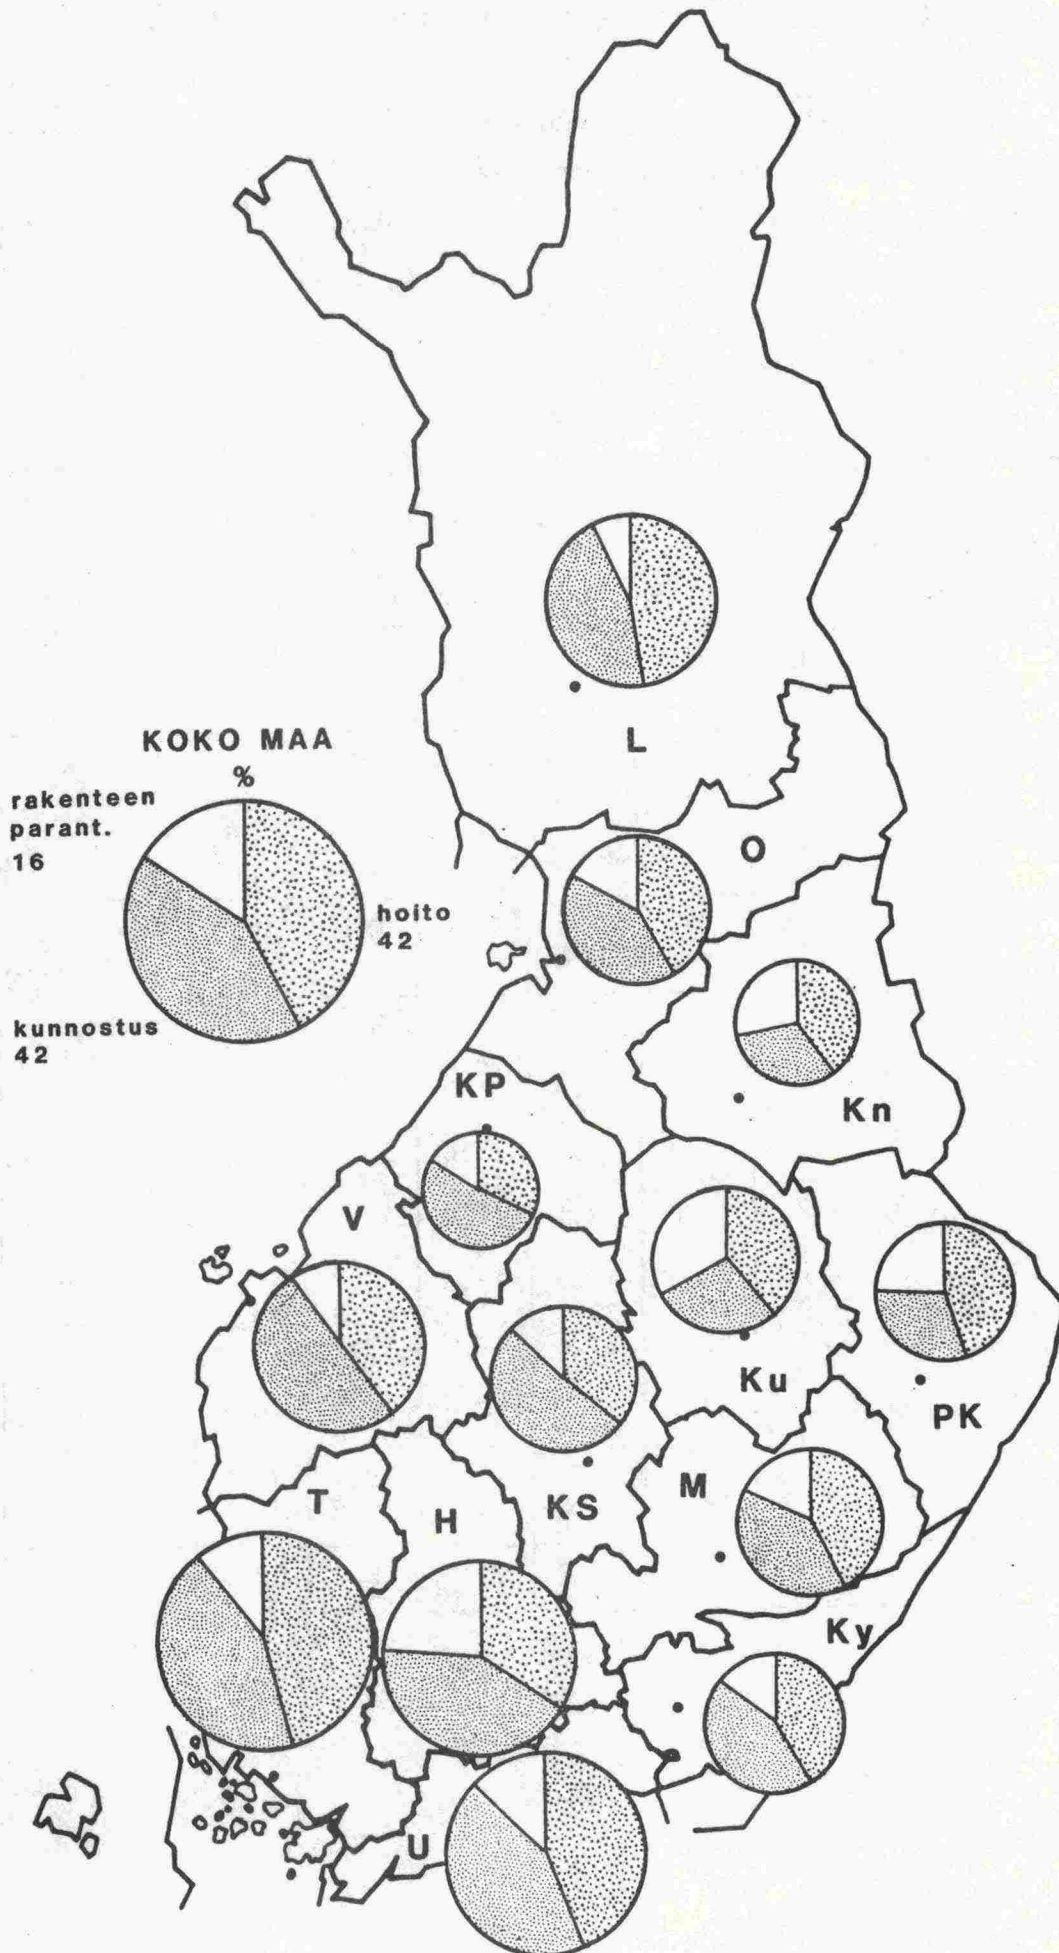 L
KOKO MAA
%
rakenteen
parant.
16
O
hoito
42
kunnostus
42
KP
Kn
V
Ku
PK
T
H
KS
M
Ky
U